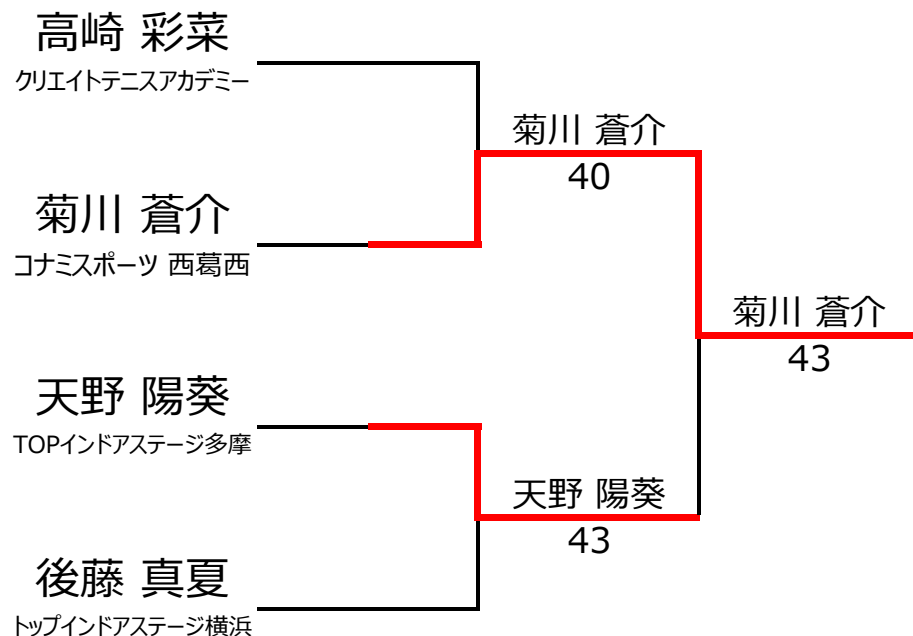 高崎 彩菜
クリエイトテニスアカデミー
菊川 蒼介
40
菊川 蒼介
コナミスポーツ 西葛西
菊川 蒼介
43
天野 陽葵
TOPインドアステージ多摩
天野 陽葵
43
後藤 真夏
トップインドアステージ横浜